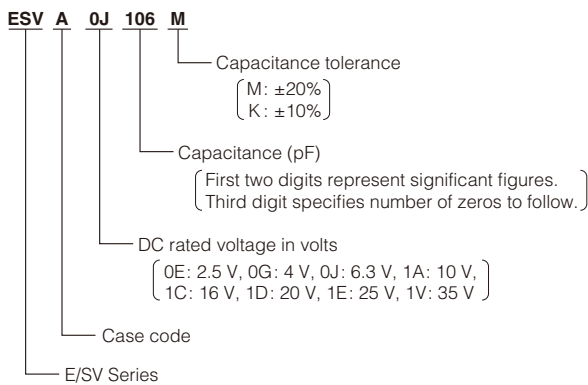 ESV A 0J 106 M
Capacitance tolerance
M: ±20%
K: ±10%
Capacitance (pF)
First two digits represent significant figures.
Third digit specifies number of zeros to follow.
DC rated voltage in volts
0E: 2.5 V, 0G: 4 V, 0J: 6.3 V, 1A: 10 V,
1C: 16 V, 1D: 20 V, 1E: 25 V, 1V: 35 V
Case code
E/SV Series